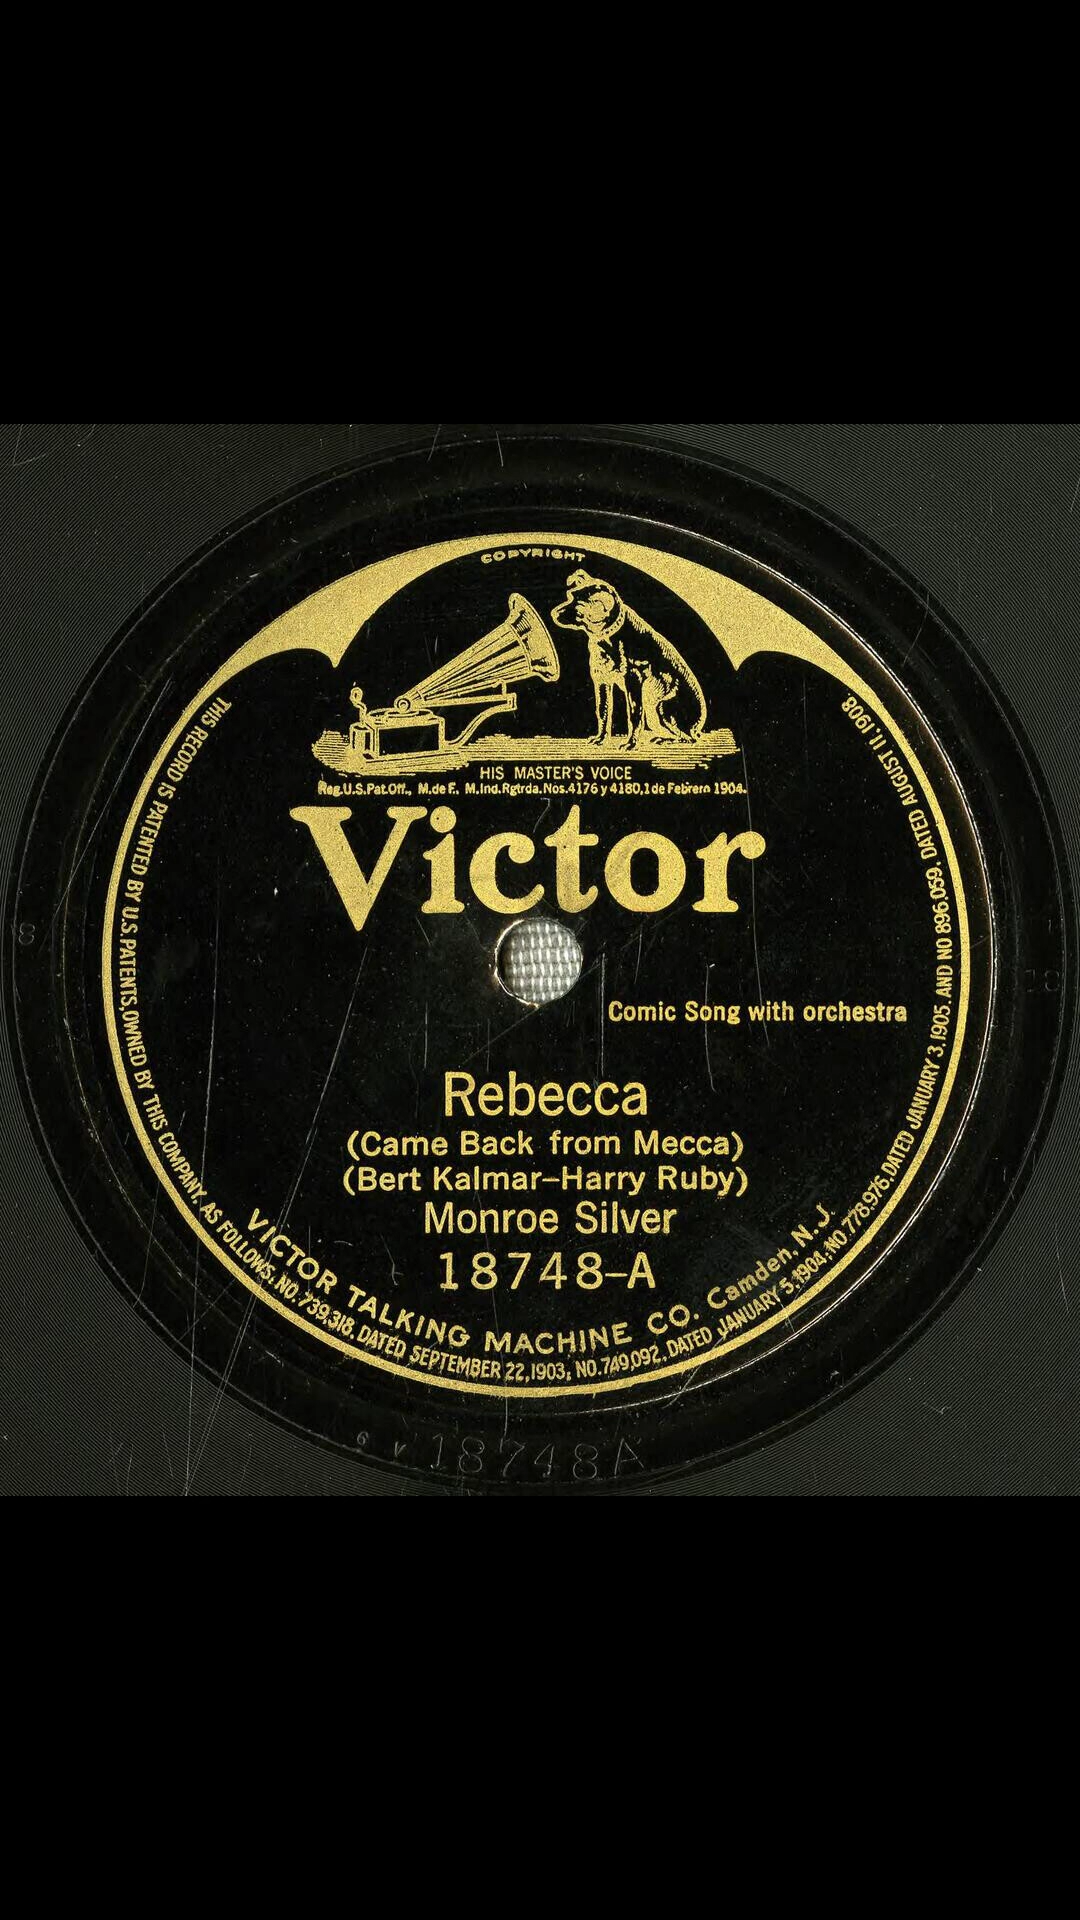 COPYRIGHT
HIS MASTER'S VOICE
Reg.U.S.Pat.Off., M.de F. M.Ind.Rgtrda.Nos.4176 y 4180,1 de Febrero 1904.
Victor
Comic Song with orchestra
Rebecca
(Came Back from Mecca)
(Bert Kalmar–Harry Ruby)
Monroe Silver
18748–A
VICTOR TALKING MACHINE CO. Camden, N.J.
THIS RECORD IS PATENTED BY U.S. PATENTS, OWNED BY THIS COMPANY, AS FOLLOWS: NO. 739,318, DATED SEPTEMBER 22, 1903; NO. 749,092, DATED JANUARY 5, 1904; NO. 778,976, DATED JANUARY 3, 1905. AND NO 896,059, DATED AUGUST 11, 1908.
6 v 18748A